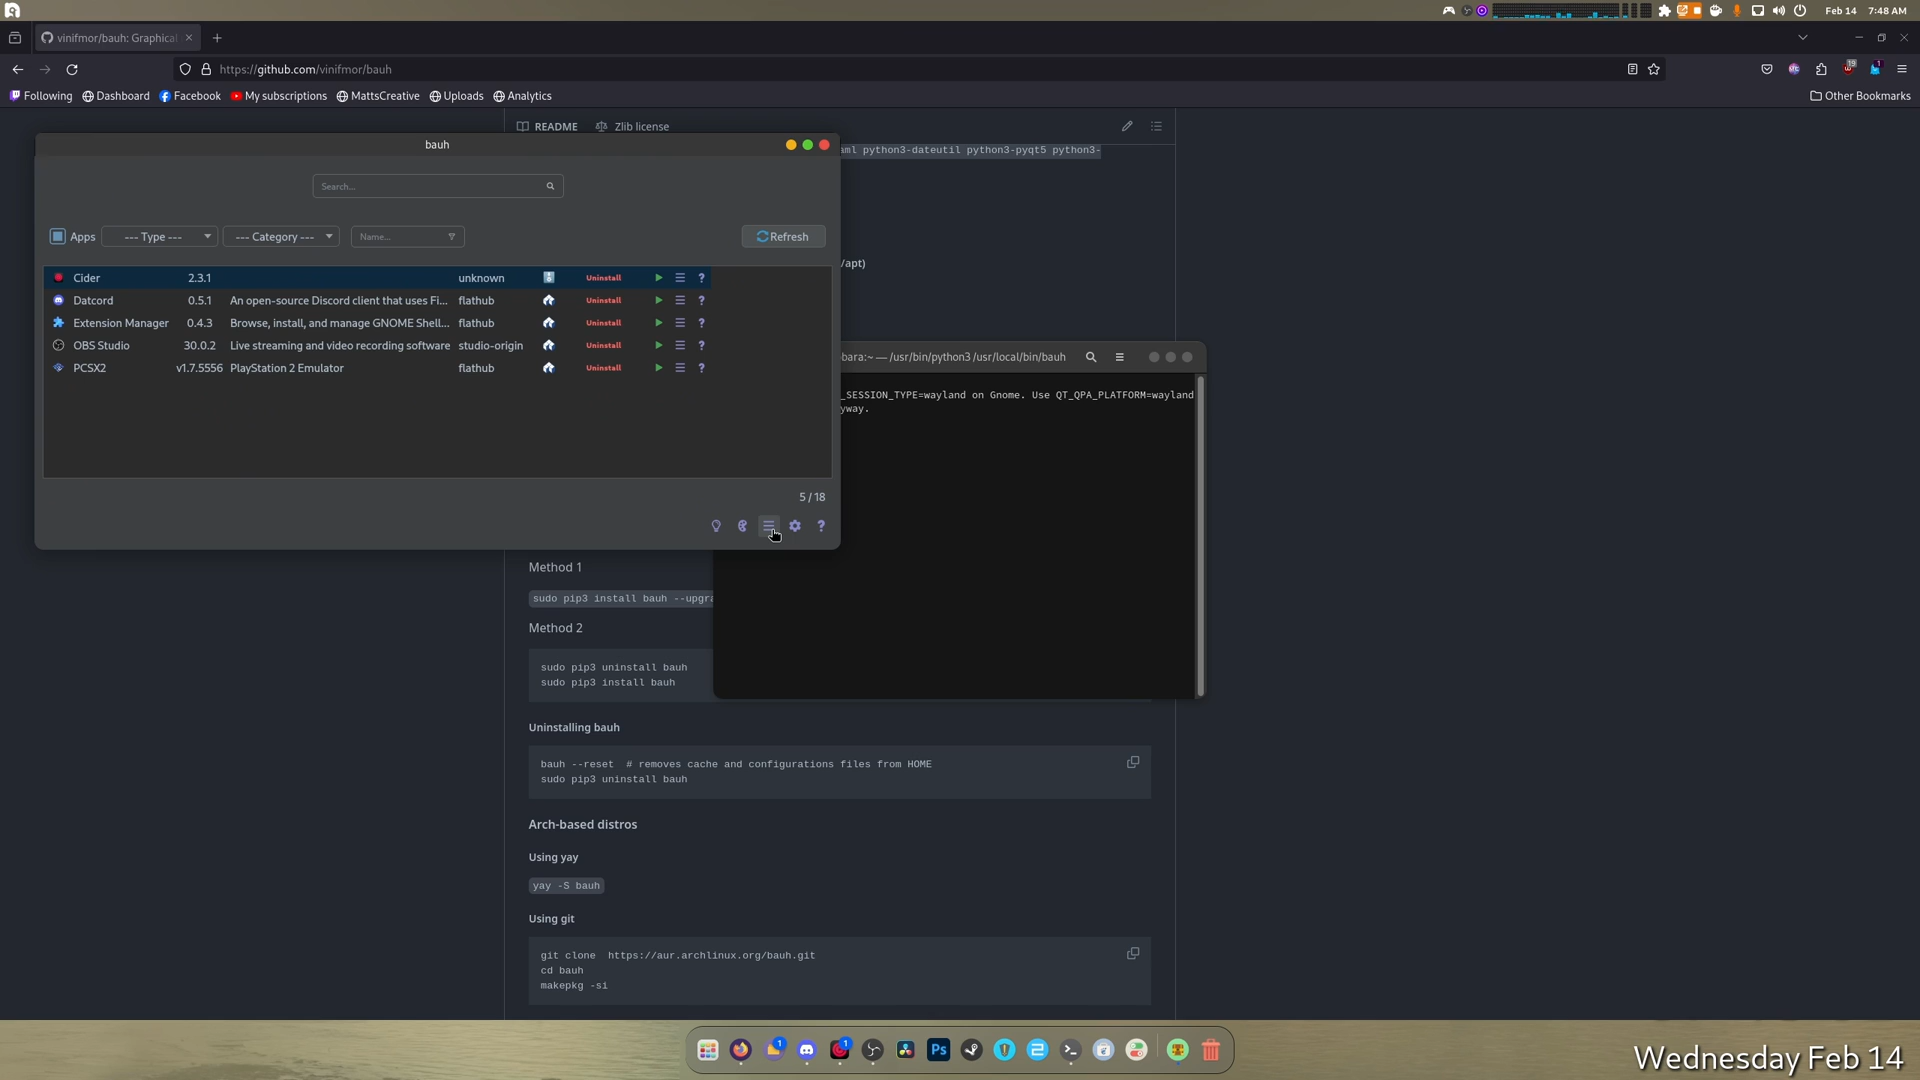 Feb 14 7:48 AM
vinifmor/bauh: Graphical
https://github.com/vinifmor/bauh
19
1
Following Dashboard Facebook My subscriptions MattsCreative Uploads Analytics Other Bookmarks
README Zlib license
aml python3-dateutil python3-pyqt5 python3-
bauh
Search...
Apps --- Type --- --- Category --- Name... Refresh
/apt)
Cider 2.3.1 unknown Uninstall ?
Datcord 0.5.1 An open-source Discord client that uses Fi... flathub Uninstall ?
Extension Manager 0.4.3 Browse, install, and manage GNOME Shell... flathub Uninstall ?
OBS Studio 30.0.2 Live streaming and video recording software studio-origin Uninstall ?
PCSX2 v1.7.5556 PlayStation 2 Emulator flathub Uninstall ?
5 / 18
?
bara:~ — /usr/bin/python3 /usr/local/bin/bauh
_SESSION_TYPE=wayland on Gnome. Use QT_QPA_PLATFORM=wayland
yway.
Method 1
sudo pip3 install bauh --upgra
Method 2
sudo pip3 uninstall bauh
sudo pip3 install bauh
Uninstalling bauh
bauh --reset # removes cache and configurations files from HOME
sudo pip3 uninstall bauh
Arch-based distros
Using yay
yay -S bauh
Using git
git clone https://aur.archlinux.org/bauh.git
cd bauh
makepkg -si
1
1
Ps
Wednesday Feb 14